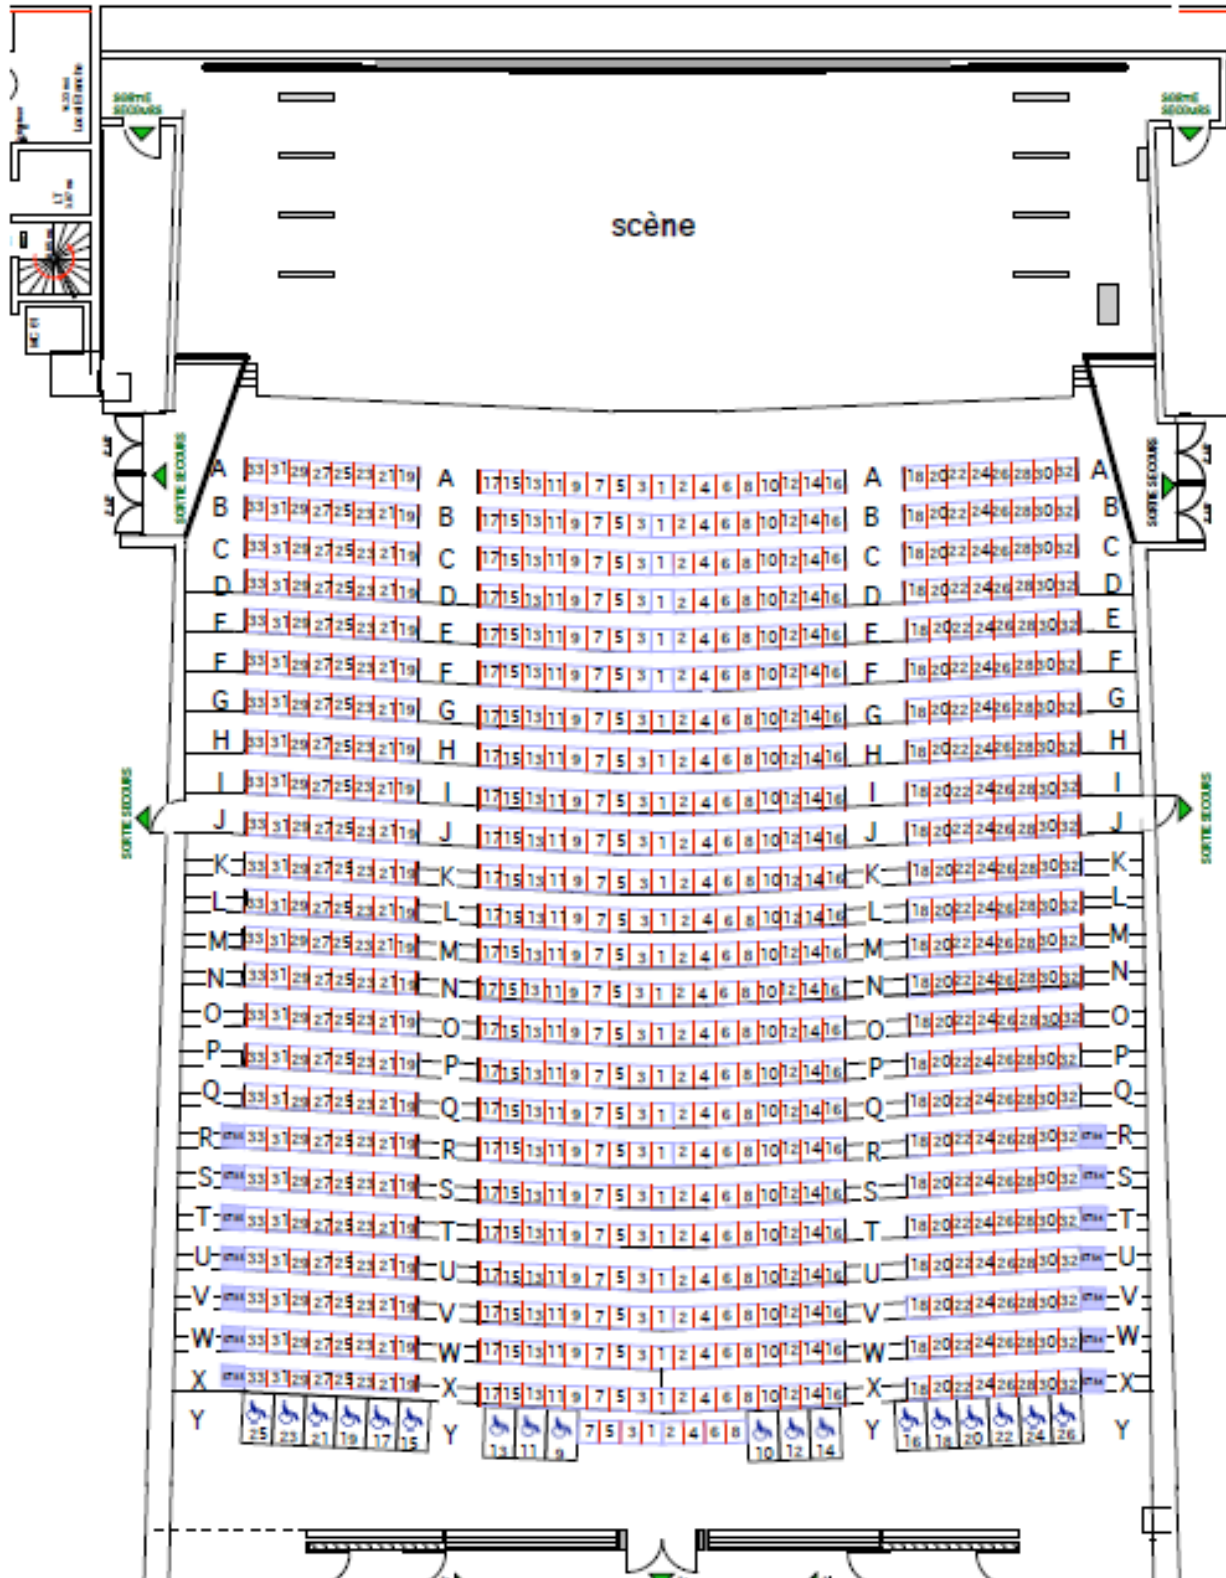 SORTIE
SECOURS
SORTIE
SECOURS
LT
scène
SORTIE SECOURS
SORTIE SECOURS
A 33 31 29 27 25 23 21 19 A 17 15 13 11 9 7 5 3 1 2 4 6 8 10 12 14 16 A 18 20 22 24 26 28 30 32 A
B 33 31 29 27 25 23 21 19 B 17 15 13 11 9 7 5 3 1 2 4 6 8 10 12 14 16 B 18 20 22 24 26 28 30 32 B
C 33 31 29 27 25 23 21 19 C 17 15 13 11 9 7 5 3 1 2 4 6 8 10 12 14 16 C 18 20 22 24 26 28 30 32 C
D 33 31 29 27 25 23 21 19 D 17 15 13 11 9 7 5 3 1 2 4 6 8 10 12 14 16 D 18 20 22 24 26 28 30 32 D
E 33 31 29 27 25 23 21 19 E 17 15 13 11 9 7 5 3 1 2 4 6 8 10 12 14 16 E 18 20 22 24 26 28 30 32 E
F 33 31 29 27 25 23 21 19 F 17 15 13 11 9 7 5 3 1 2 4 6 8 10 12 14 16 F 18 20 22 24 26 28 30 32 F
G 33 31 29 27 25 23 21 19 G 17 15 13 11 9 7 5 3 1 2 4 6 8 10 12 14 16 G 18 20 22 24 26 28 30 32 G
H 33 31 29 27 25 23 21 19 H 17 15 13 11 9 7 5 3 1 2 4 6 8 10 12 14 16 H 18 20 22 24 26 28 30 32 H
I 33 31 29 27 25 23 21 19 I 17 15 13 11 9 7 5 3 1 2 4 6 8 10 12 14 16 I 18 20 22 24 26 28 30 32 I
SORTIE SECOURS
SORTIE SECOURS
J 33 31 29 27 25 23 21 19 J 17 15 13 11 9 7 5 3 1 2 4 6 8 10 12 14 16 J 18 20 22 24 26 28 30 32 J
K 33 31 29 27 25 23 21 19 K 17 15 13 11 9 7 5 3 1 2 4 6 8 10 12 14 16 K 18 20 22 24 26 28 30 32 K
L 33 31 29 27 25 23 21 19 L 17 15 13 11 9 7 5 3 1 2 4 6 8 10 12 14 16 L 18 20 22 24 26 28 30 32 L
M 33 31 29 27 25 23 21 19 M 17 15 13 11 9 7 5 3 1 2 4 6 8 10 12 14 16 M 18 20 22 24 26 28 30 32 M
N 33 31 29 27 25 23 21 19 N 17 15 13 11 9 7 5 3 1 2 4 6 8 10 12 14 16 N 18 20 22 24 26 28 30 32 N
O 33 31 29 27 25 23 21 19 O 17 15 13 11 9 7 5 3 1 2 4 6 8 10 12 14 16 O 18 20 22 24 26 28 30 32 O
P 33 31 29 27 25 23 21 19 P 17 15 13 11 9 7 5 3 1 2 4 6 8 10 12 14 16 P 18 20 22 24 26 28 30 32 P
Q 33 31 29 27 25 23 21 19 Q 17 15 13 11 9 7 5 3 1 2 4 6 8 10 12 14 16 Q 18 20 22 24 26 28 30 32 Q
R 33 31 29 27 25 23 21 19 R 17 15 13 11 9 7 5 3 1 2 4 6 8 10 12 14 16 R 18 20 22 24 26 28 30 32 R
S 33 31 29 27 25 23 21 19 S 17 15 13 11 9 7 5 3 1 2 4 6 8 10 12 14 16 S 18 20 22 24 26 28 30 32 S
T 33 31 29 27 25 23 21 19 T 17 15 13 11 9 7 5 3 1 2 4 6 8 10 12 14 16 T 18 20 22 24 26 28 30 32 T
U 33 31 29 27 25 23 21 19 U 17 15 13 11 9 7 5 3 1 2 4 6 8 10 12 14 16 U 18 20 22 24 26 28 30 32 U
V 33 31 29 27 25 23 21 19 V 17 15 13 11 9 7 5 3 1 2 4 6 8 10 12 14 16 V 18 20 22 24 26 28 30 32 V
W 33 31 29 27 25 23 21 19 W 17 15 13 11 9 7 5 3 1 2 4 6 8 10 12 14 16 W 18 20 22 24 26 28 30 32 W
X 33 31 29 27 25 23 21 19 X 17 15 13 11 9 7 5 3 1 2 4 6 8 10 12 14 16 X 18 20 22 24 26 28 30 32 X
Y 25 23 21 19 17 15 Y 13 11 9 7 5 3 1 2 4 6 8 10 12 14 Y 16 18 20 22 24 26 Y